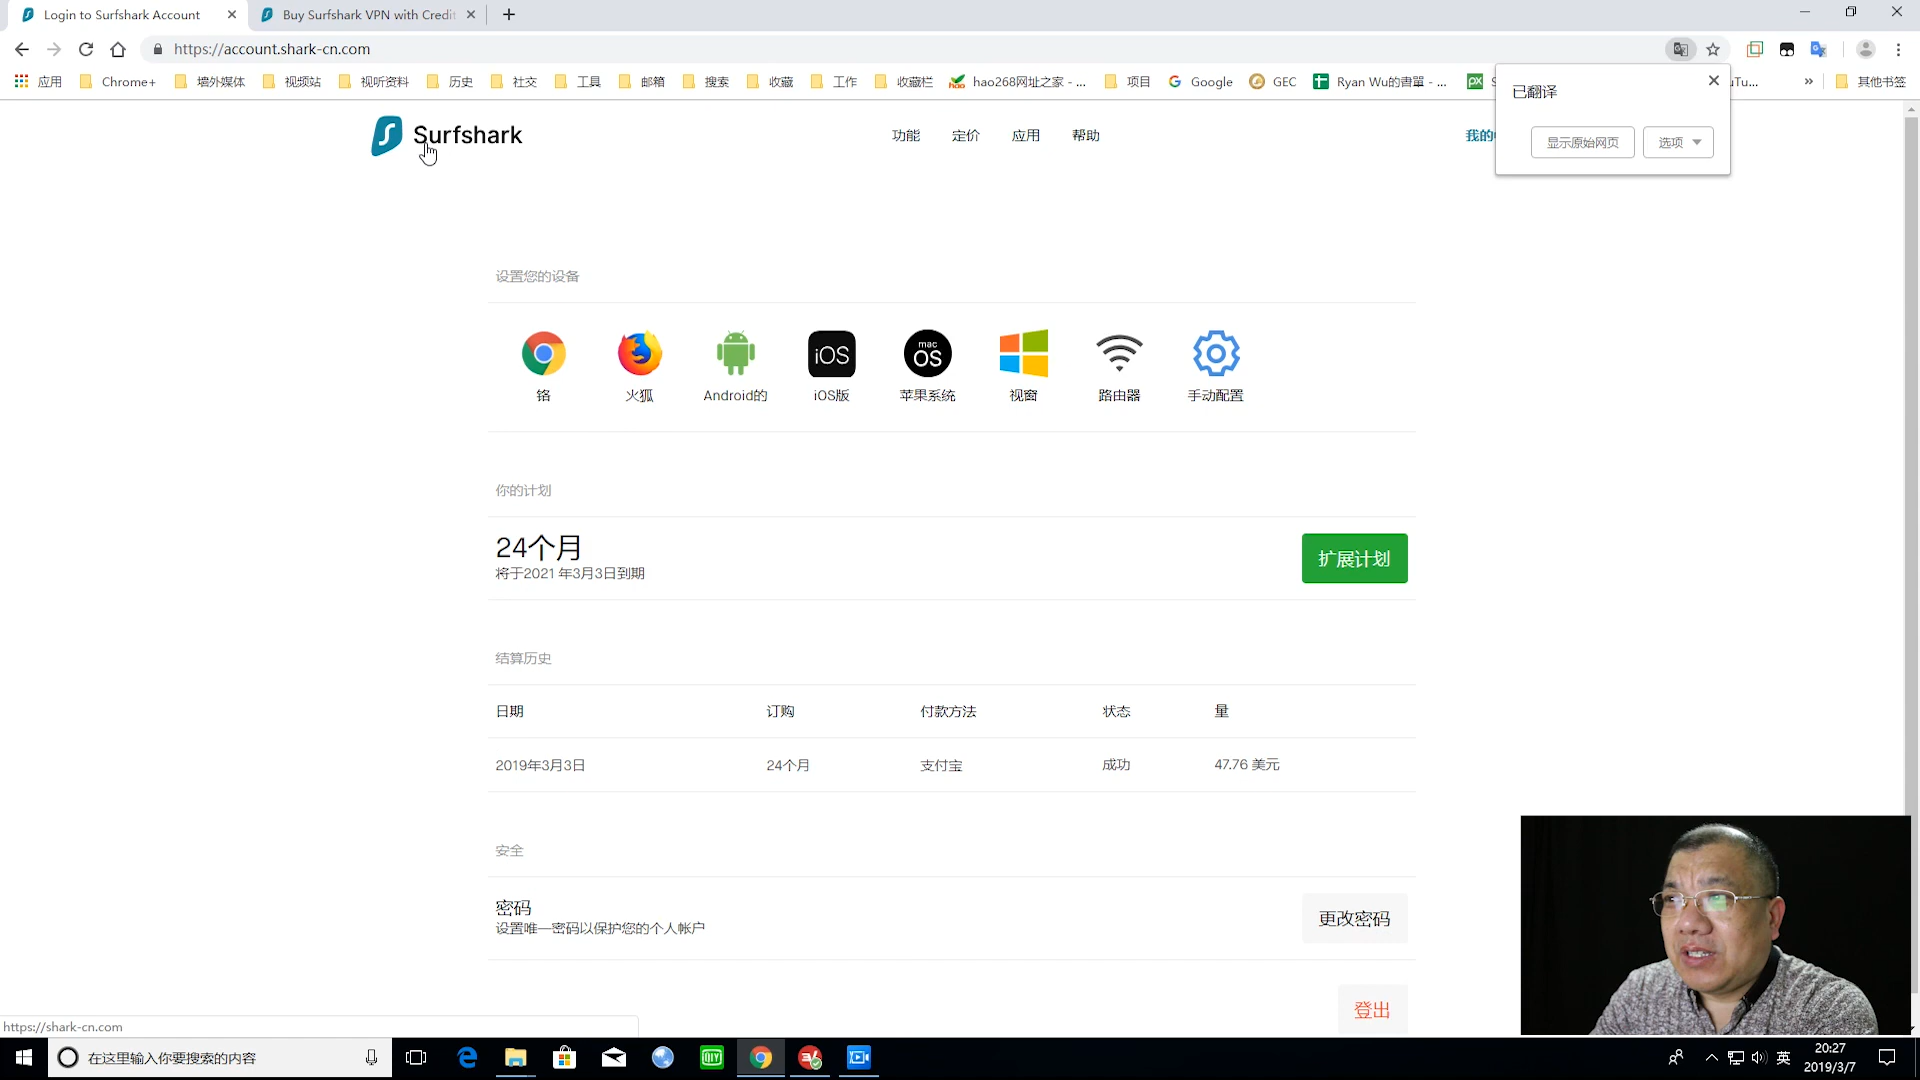 Login to Surfshark Account
Buy Surfshark VPN with Credit
https://account.shark-cn.com
应用
Chrome+
墙外媒体
视频站
视听资料
历史
社交
工具
邮箱
搜索
收藏
工作
收藏栏
hao268网址之家 - ...
项目
Google
GEC
Ryan Wu的書單 - ...
其他书签
已翻译
显示原始网页
选项
Surfshark
功能
定价
应用
帮助
我的
设置您的设备
iOS
mac
OS
铬
火狐
Android的
iOS版
苹果系统
视窗
路由器
手动配置
你的计划
24个月
将于2021 年3月3日到期
扩展计划
结算历史
日期 订购 付款方法 状态 量
2019年3月3日 24个月 支付宝 成功 47.76 美元
安全
密码
设置唯一密码以保护您的个人帐户
更改密码
登出
https://shark-cn.com
在这里输入你要搜索的内容
英
20:27
2019/3/7